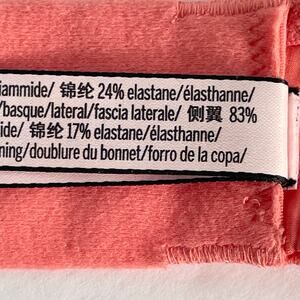 iammide/ 锦纶 24% elastane/élasthanne/
/basque/lateral/fascia laterale/ 侧翼 83%
ide/ 锦纶 17% elastane/élasthanne/
ning/doublure du bonnet/forro de la copa/